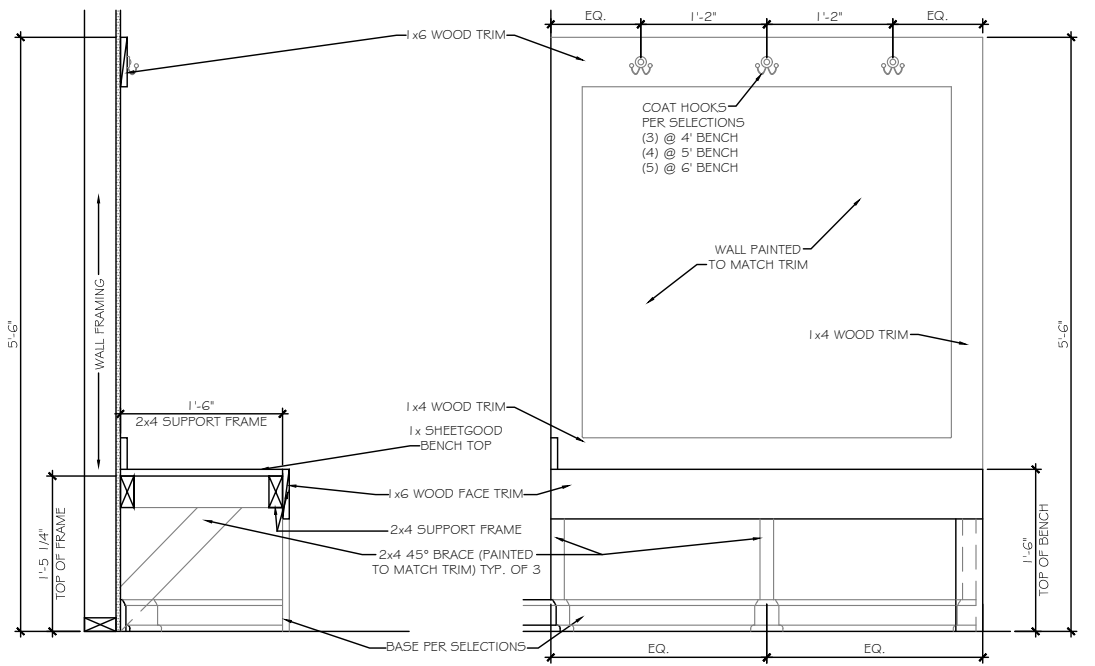 EQ.
1'-2"
1'-2"
EQ.
1x6 WOOD TRIM
COAT HOOKS
PER SELECTIONS
(3) @ 4' BENCH
(4) @ 5' BENCH
(5) @ 6' BENCH
WALL PAINTED
TO MATCH TRIM
5'-6"
WALL FRAMING
1x4 WOOD TRIM
5'-6"
1'-6"
2x4 SUPPORT FRAME
1x4 WOOD TRIM
1x SHEETGOOD
BENCH TOP
1x6 WOOD FACE TRIM
2x4 SUPPORT FRAME
2x4 45° BRACE (PAINTED
TO MATCH TRIM) TYP. OF 3
1'-5 1/4"
TOP OF FRAME
1'-6"
TOP OF BENCH
BASE PER SELECTIONS
EQ.
EQ.